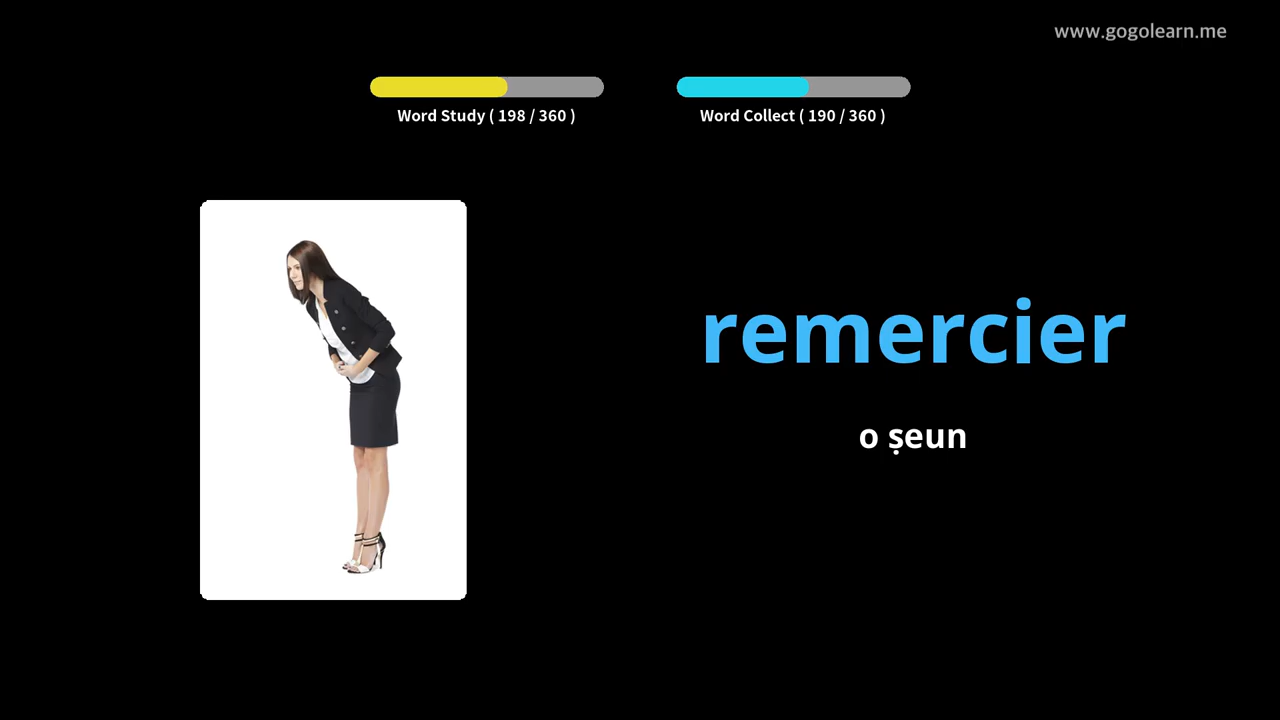 www.gogolearn.me
Word Study ( 198 / 360 )
Word Collect ( 190 / 360 )
remercier
o ṣeun